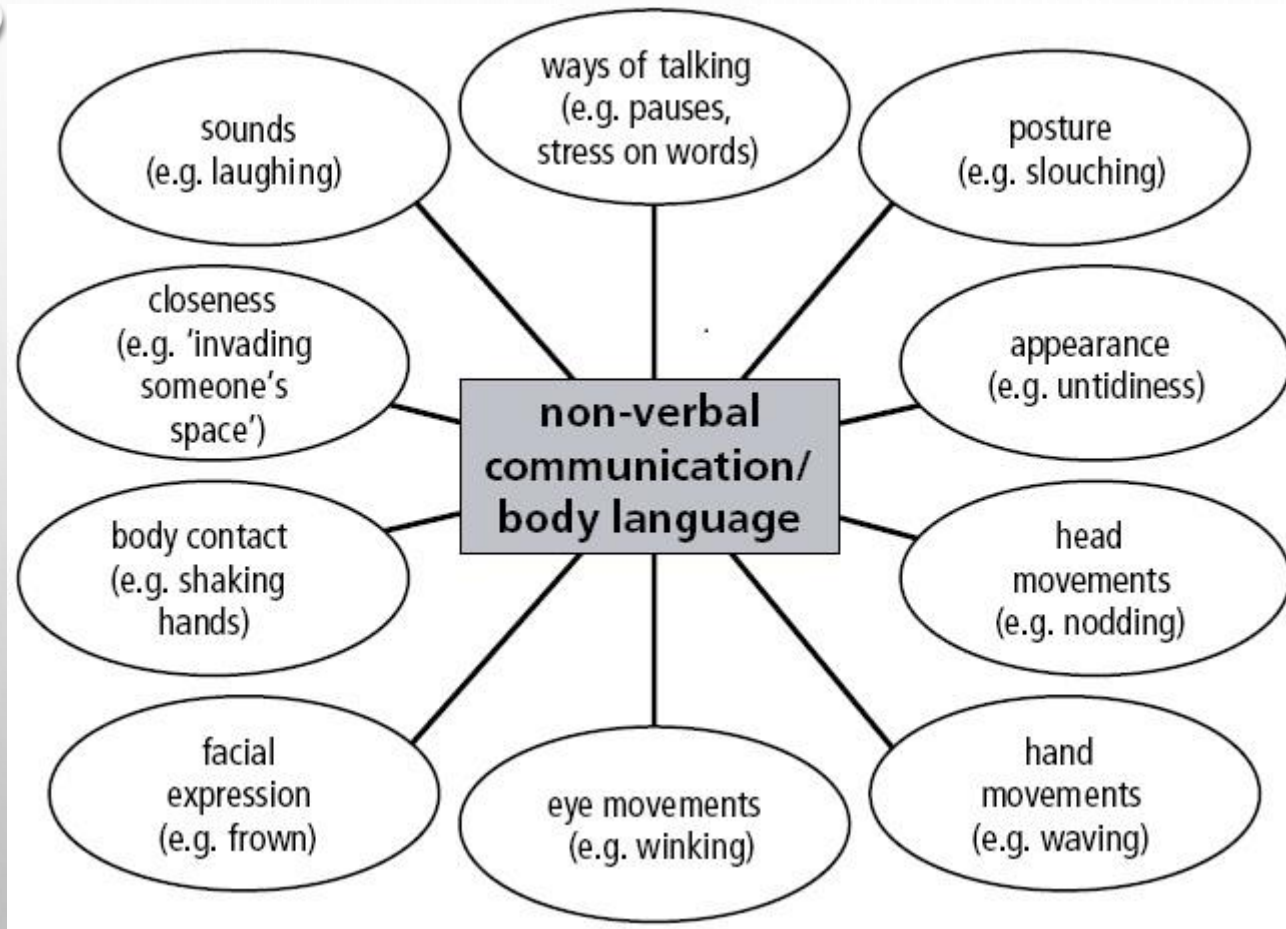 ways of talking
(e.g. pauses,
stress on words)
sounds
(e.g. laughing)
posture
(e.g. slouching)
closeness
(e.g. ‘invading
someone’s
space’)
appearance
(e.g. untidiness)
non-verbal
communication/
body language
body contact
(e.g. shaking
hands)
head
movements
(e.g. nodding)
facial
expression
(e.g. frown)
eye movements
(e.g. winking)
hand
movements
(e.g. waving)